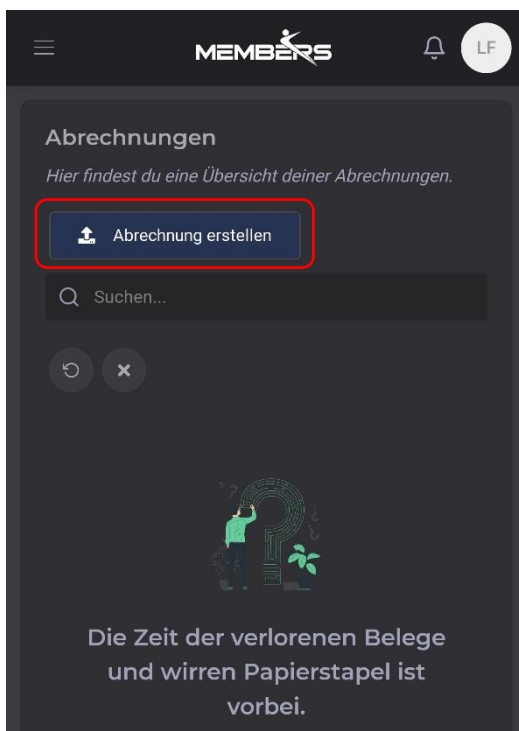 MEMBERS
LF
Abrechnungen
Hier findest du eine Übersicht deiner Abrechnungen.
Abrechnung erstellen
Suchen...
Die Zeit der verlorenen Belege
und wirren Papierstapel ist
vorbei.